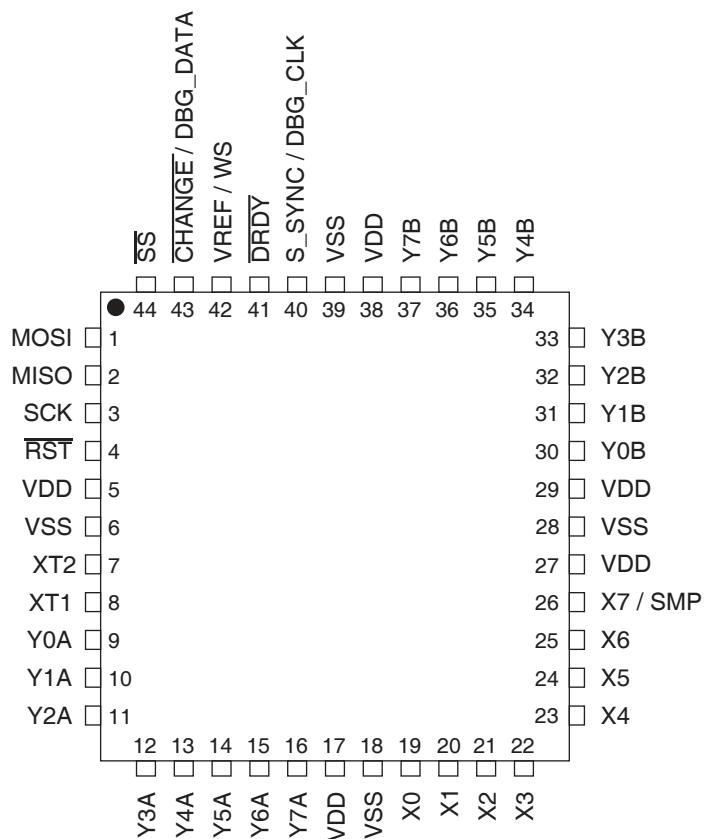 SS
CHANGE / DBG_DATA
VREF / WS
DRDY
S_SYNC / DBG_CLK
VSS
VDD
Y7B
Y6B
Y5B
Y4B
44 43 42 41 40 39 38 37 36 35 34
MOSI 1
MISO 2
SCK 3
RST 4
VDD 5
VSS 6
XT2 7
XT1 8
Y0A 9
Y1A 10
Y2A 11
33 Y3B
32 Y2B
31 Y1B
30 Y0B
29 VDD
28 VSS
27 VDD
26 X7 / SMP
25 X6
24 X5
23 X4
12 13 14 15 16 17 18 19 20 21 22
Y3A
Y4A
Y5A
Y6A
Y7A
VDD
VSS
X0
X1
X2
X3